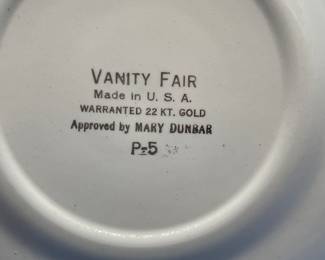 VANITY FAIR
Made in U. S. A.
WARRANTED 22 KT. GOLD
Approved by MARY DUNBAR
P-5